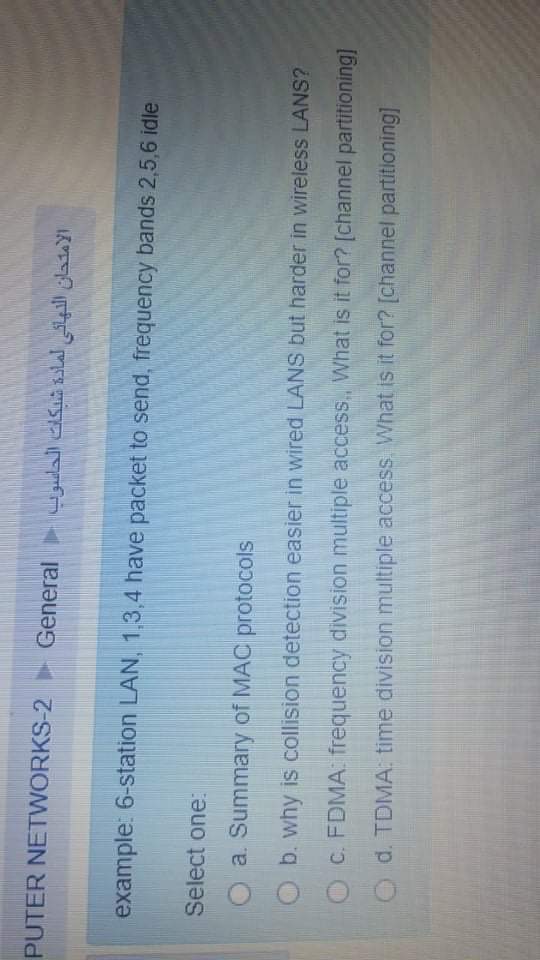 PUTER NETWORKS-2 ► General ► الامتحان النهائي لمادة شبكات الحاسوب
example: 6-station LAN, 1,3,4 have packet to send, frequency bands 2,5,6 idle
Select one:
a. Summary of MAC protocols
b. why is collision detection easier in wired LANS but harder in wireless LANS?
c. FDMA: frequency division multiple access,, What is it for? [channel partitioning]
d. TDMA: time division multiple access. What is it for? [channel partitioning]